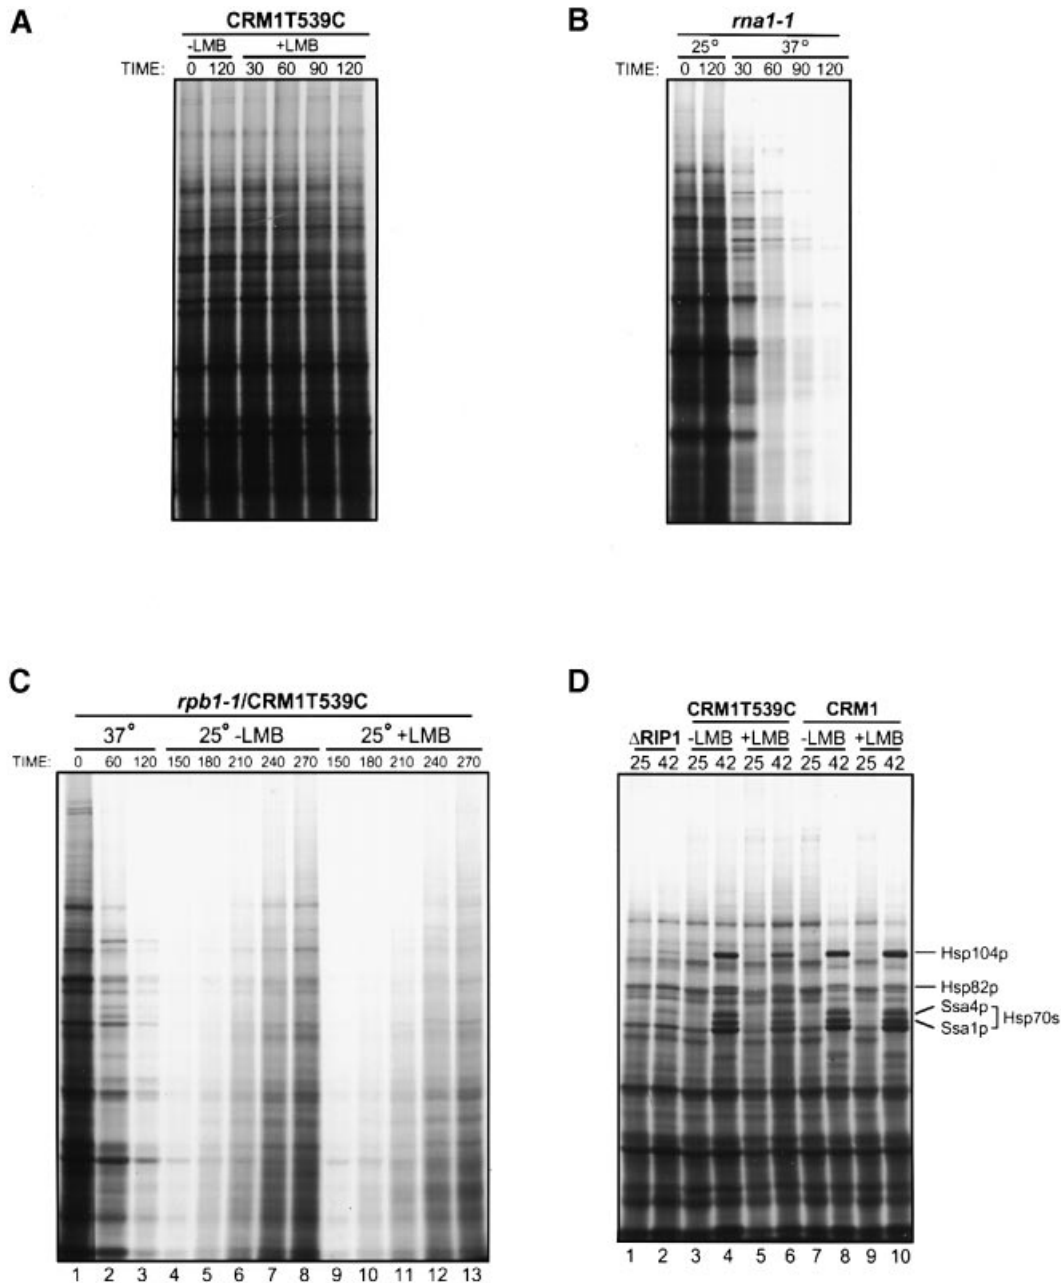 A
CRM1T539C
-LMB +LMB
TIME: 0 120 30 60 90 120
B
rna1-1
25° 37°
TIME: 0 120 30 60 90 120
C
rpb1-1/CRM1T539C
37° 25° -LMB 25° +LMB
TIME: 0 60 120 150 180 210 240 270 150 180 210 240 270
1 2 3 4 5 6 7 8 9 10 11 12 13
D
CRM1T539C CRM1
ΔRIP1 -LMB +LMB -LMB +LMB
25 42 25 42 25 42 25 42 25 42
Hsp104p
Hsp82p
Ssa4p
Hsp70s
Ssa1p
1 2 3 4 5 6 7 8 9 10